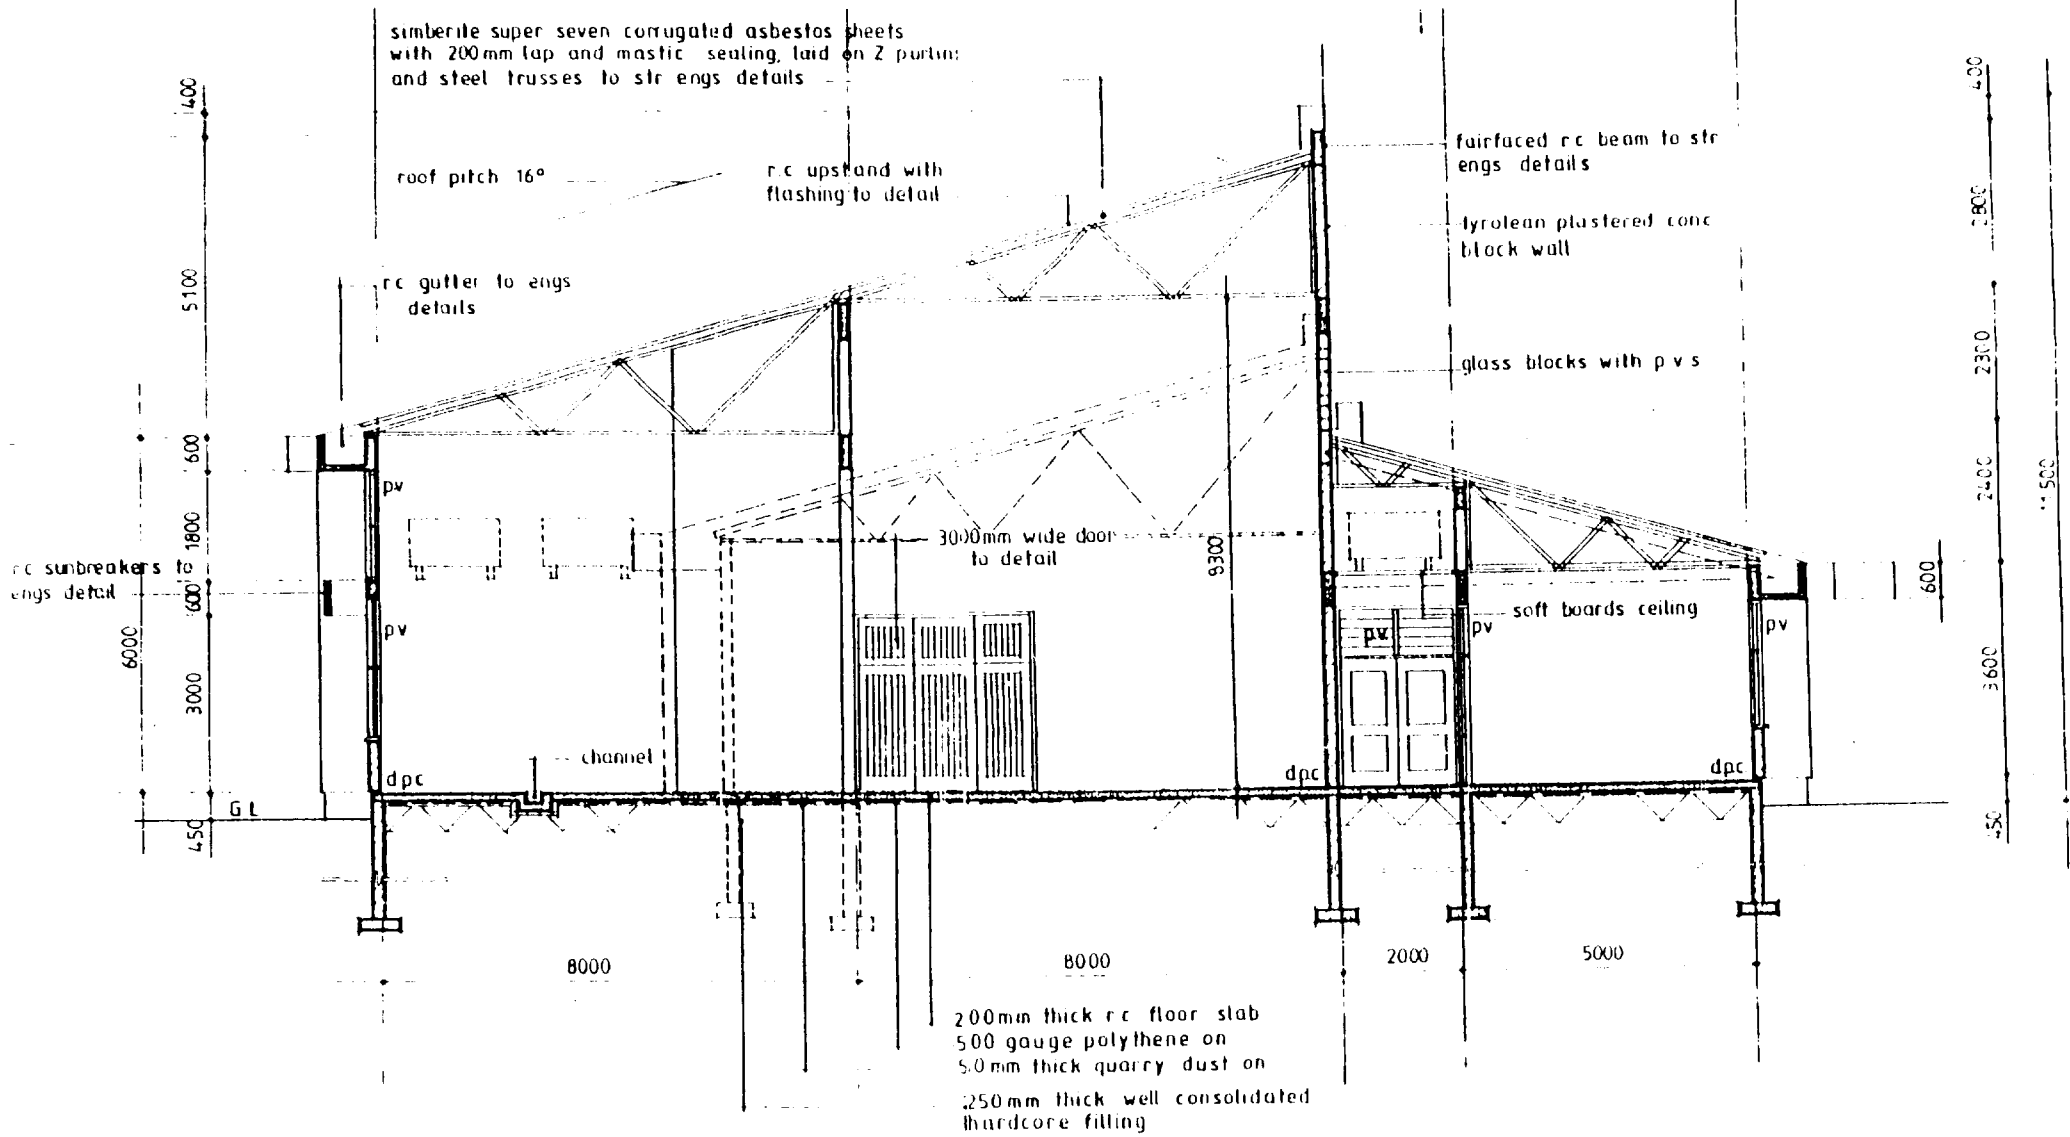 simberite super seven corrugated asbestos sheets
with 200mm lap and mastic sealing, laid on Z purlins
and steel trusses to str engs details
roof pitch 16°
r.c upstand with
flashing to detail
fairfaced r c beam to str
engs details
tyrolean plastered conc
block wall
r c gutter to engs
details
glass blocks with p v s
400
5100
600
1800
600
3000
450
6000
r c sunbreakers to
engs detail
pv
pv
3000mm wide door
to detail
8300
soft boards ceiling
pv
pv
pv
channel
d.p.c
d.p.c
d.p.c
G L
400
2800
2300
2400
3600
450
600
8000
8000
2000
5000
200mm thick r c floor slab
500 gauge polythene on
50mm thick quarry dust on
250mm thick well consolidated
hardcore filling